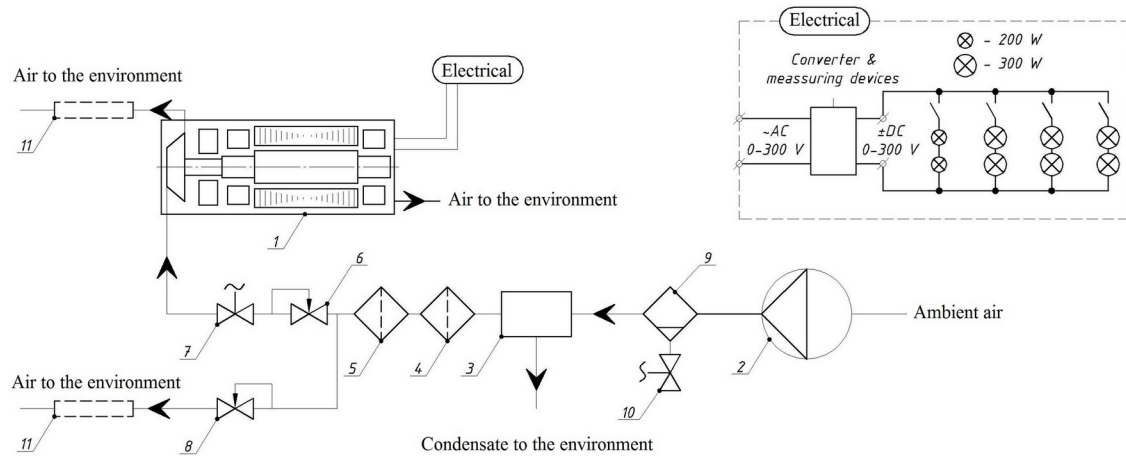 Electrical
- 200 W
- 300 W
Converter &
meassuring devices
~AC
0-300 V
±DC
0-300 V
Air to the environment
11
Electrical
Air to the environment
1
6
9
Ambient air
7
5
4
3
2
10
Air to the environment
11
8
Condensate to the environment